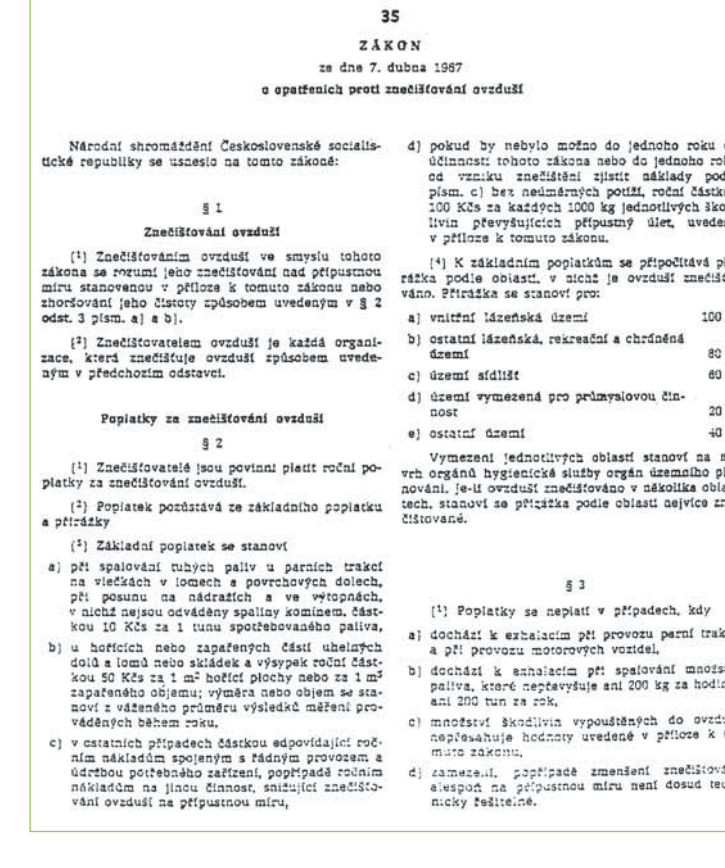 35
ZÁKON
ze dne 7. dubna 1967
o opatřeních proti znečišťování ovzduší
Národní shromáždění Československé socialis-
tické republiky se usneslo na tomto zákoně:
§ 1
Znečišťování ovzduší
(¹) Znečišťováním ovzduší ve smyslu tohoto
zákona se rozumí jeho znečišťování nad přípustnou
míru stanovenou v příloze k tomuto zákonu nebo
zhoršování jeho čistoty způsobem uvedeným v § 2
odst. 3 písm. a) a b).
(²) Znečišťovatelem ovzduší je každá organi-
zace, která znečišťuje ovzduší způsobem uvede-
ným v předchozím odstavci.
Poplatky za znečišťování ovzduší
§ 2
(¹) Znečišťovatelé jsou povinni platit roční po-
platky za znečišťování ovzduší.
(²) Poplatek pozůstává ze základního poplatku
a přirážky
(³) Základní poplatek se stanoví
a) při spalování tuhých paliv u parních trakcí
na vlečkách v lomech a povrchových dolech,
při posunu na nádražích a ve výtopnách,
v nichž nejsou odváděny spaliny komínem, část-
kou 10 Kčs za 1 tunu spotřebovaného paliva,
b) u hořících nebo zapařených částí uhelných
dolů a lomů nebo skládek a výsypek roční část-
kou 50 Kčs za 1 m² hořící plochy nebo za 1 m³
zapařeného objemu; výměra nebo objem se sta-
noví z váženého průměru výsledků měření pro-
váděných během roku,
c) v ostatních případech částkou odpovídající roč-
ním nákladům spojeným s řádným provozem a
údržbou potřebného zařízení, popřípadě ročním
nákladům na jinou činnost, snižující znečišťo-
vání ovzduší na přípustnou míru,
d) pokud by nebylo možno do jednoho roku
účinnosti tohoto zákona nebo do jednoho rok
od vzniku znečištění zjistit náklady pod
písm. c) bez neúměrných potíží, roční částk
100 Kčs za každých 1000 kg jednotlivých ško
livin převyšujících přípustný úlet, uveden
v příloze k tomuto zákonu.
(⁴) K základním poplatkům se připočítává př
rážka podle oblastí, v nichž je ovzduší znečišť
váno. Přirážka se stanoví pro:
a) vnitřní lázeňská území 100
b) ostatní lázeňská, rekreační a chráněná
území 80
c) území sídlišť 60
d) území vymezená pro průmyslovou čin-
nost 20
e) ostatní území 40
Vymezení jednotlivých oblastí stanoví na n
vrh orgánů hygienické služby orgán územního pl
nování. Je-li ovzduší znečišťováno v několika obla
tech, stanoví se přirážka podle oblasti nejvíce zn
čišťované.
§ 3
(¹) Poplatky se neplatí v případech, kdy
a) dochází k exhalacím při provozu parní trak
a při provozu motorových vozidel,
b) dochází k exhalacím při spalování množs
paliva, které nepřevyšuje ani 200 kg za hodin
ani 200 tun za rok,
c) množství škodlivin vypouštěných do ovzdu
nepřesahuje hodnoty uvedené v příloze k
muto zákonu,
d) zamezení, popřípadě zmenšení znečišťová
alespoň na přípustnou míru není dosud tec
nicky řešitelné.